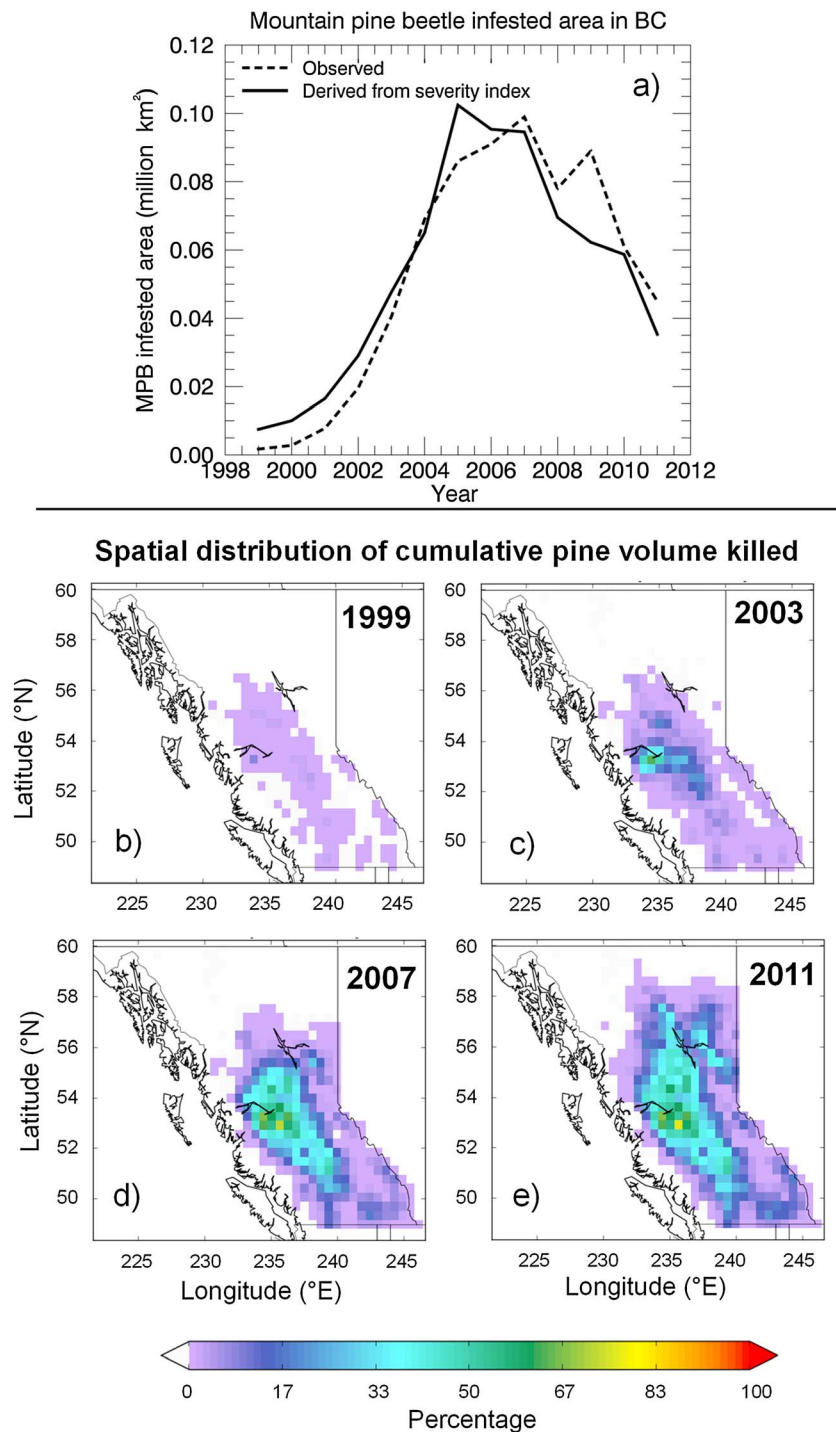 Mountain pine beetle infested area in BC
0.12
0.10
0.08
0.06
0.04
0.02
0.00
MPB infested area (million km²)
Observed
Derived from severity index
a)
1998 2000 2002 2004 2006 2008 2010 2012
Year
Spatial distribution of cumulative pine volume killed
60
58
56
54
52
50
Latitude (°N)
1999
b)
225 230 235 240 245
60
58
56
54
52
50
2003
c)
225 230 235 240 245
60
58
56
54
52
50
Latitude (°N)
2007
d)
225 230 235 240 245
Longitude (°E)
60
58
56
54
52
50
2011
e)
225 230 235 240 245
Longitude (°E)
0 17 33 50 67 83 100
Percentage